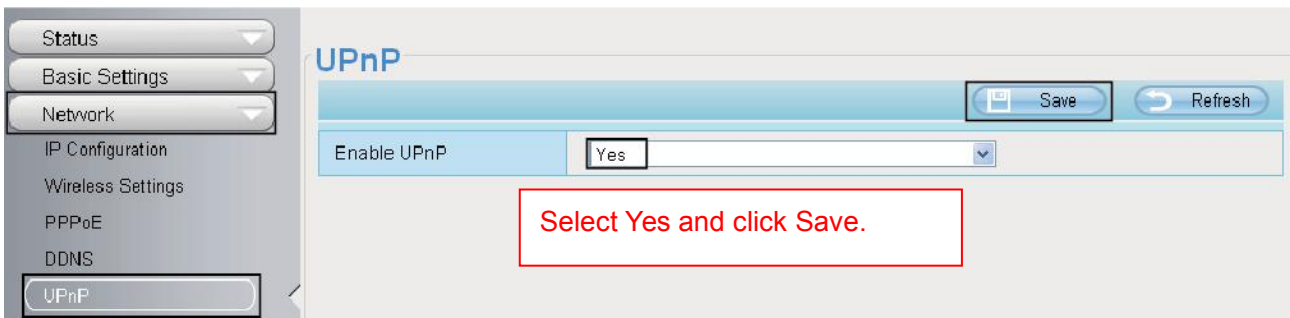 Status
Basic Settings
Network
IP Configuration
Wireless Settings
PPPoE
DDNS
UPnP
UPnP
Save
Refresh
Enable UPnP
Yes
Select Yes and click Save.